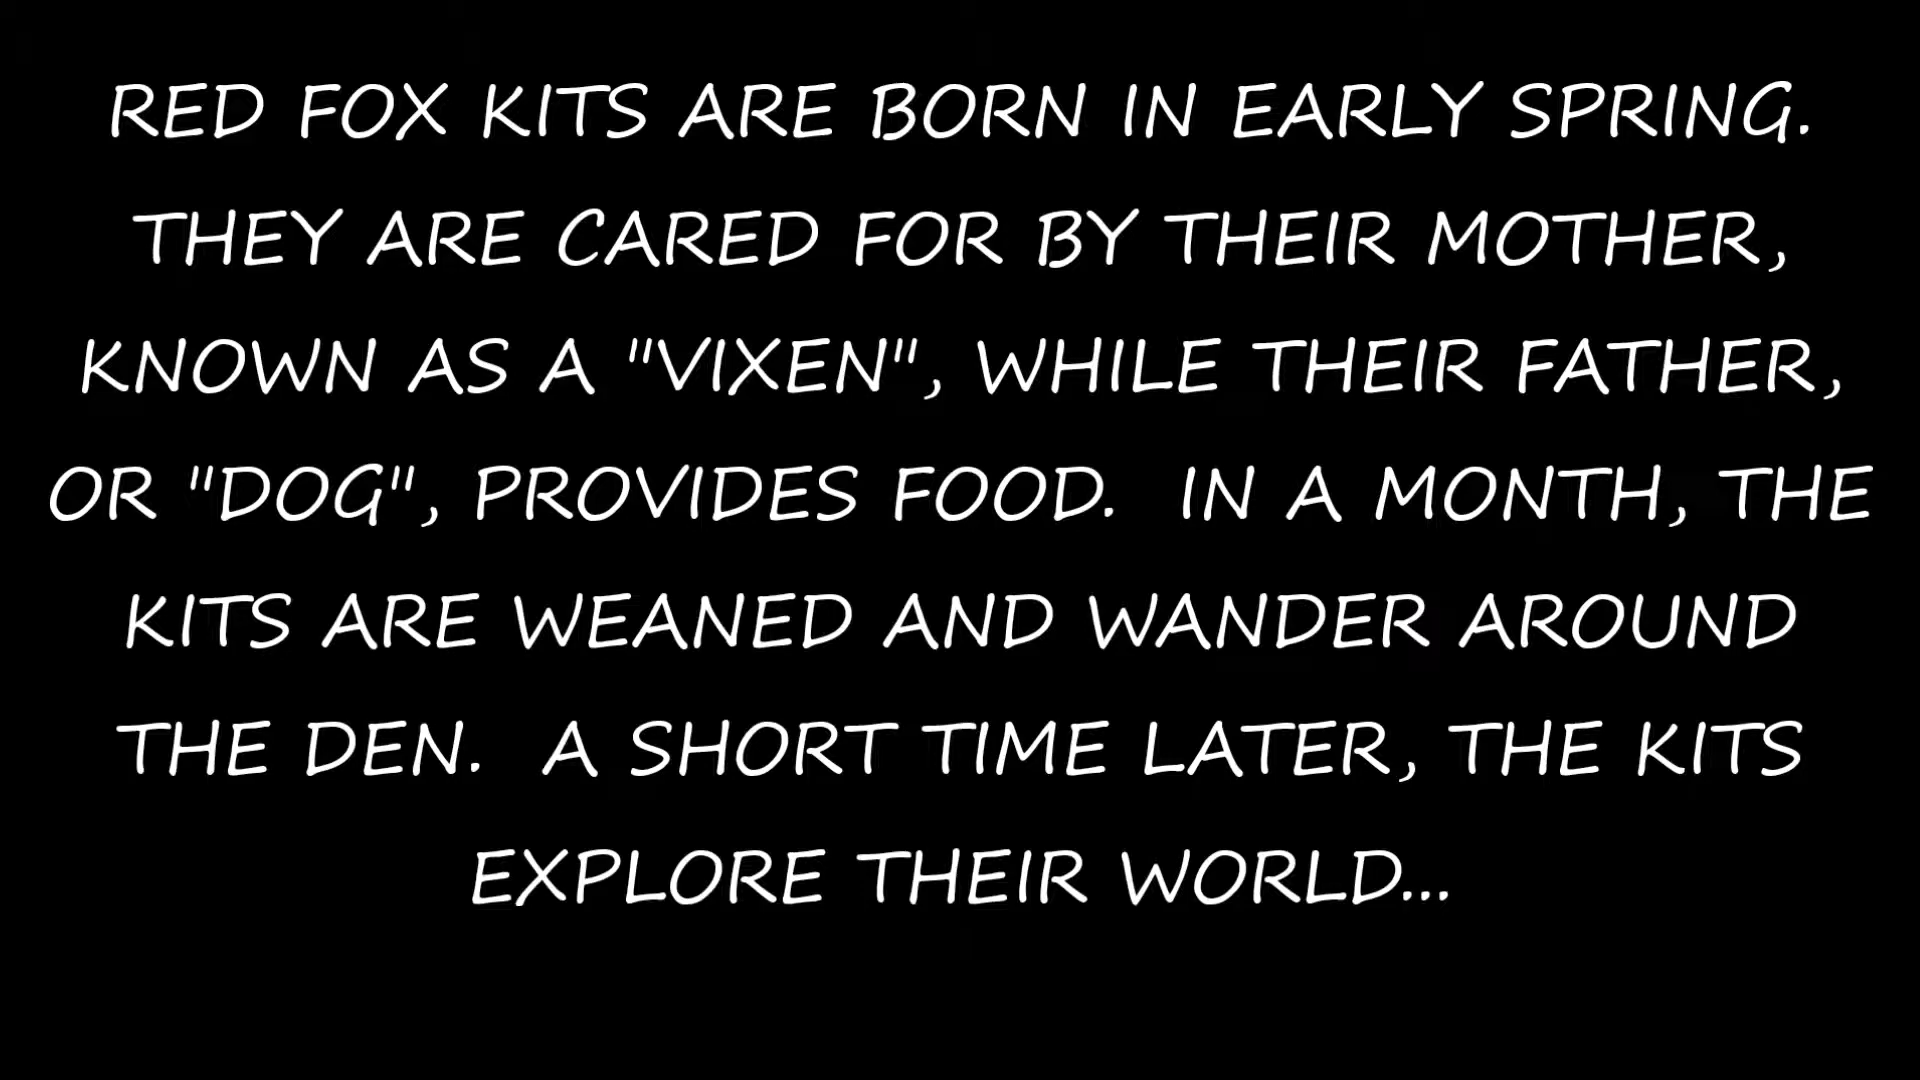 RED FOX KITS ARE BORN IN EARLY SPRING.
THEY ARE CARED FOR BY THEIR MOTHER,
KNOWN AS A "VIXEN", WHILE THEIR FATHER,
OR "DOG", PROVIDES FOOD.  IN A MONTH, THE
KITS ARE WEANED AND WANDER AROUND
THE DEN.  A SHORT TIME LATER, THE KITS
EXPLORE THEIR WORLD...